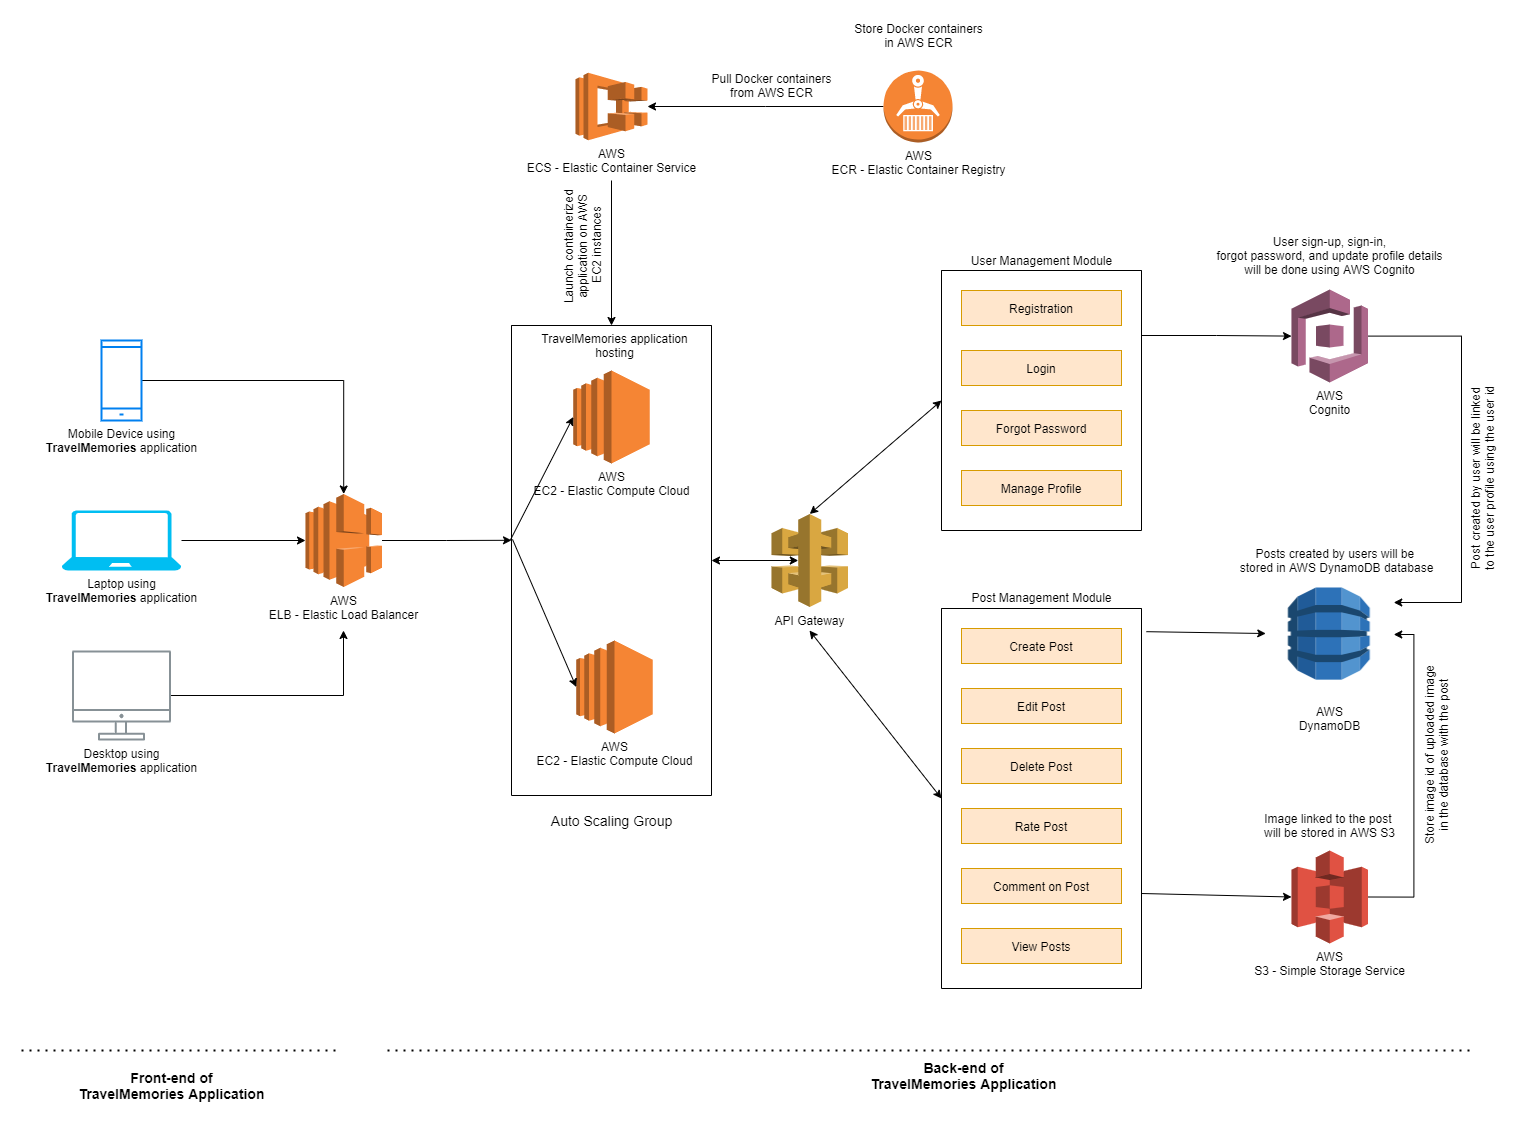 Store Docker containers
in AWS ECR
Pull Docker containers
from AWS ECR
AWS
ECS - Elastic Container Service
AWS
ECR - Elastic Container Registry
Launch containerized
application on AWS
EC2 instances
User sign-up, sign-in,
forgot password, and update profile details
will be done using AWS Cognito
User Management Module
Registration
Login
Forgot Password
Manage Profile
AWS
Cognito
Post created by user will be linked
to the user profile using the user id
TravelMemories application
hosting
AWS
EC2 - Elastic Compute Cloud
AWS
EC2 - Elastic Compute Cloud
Auto Scaling Group
Mobile Device using
TravelMemories application
Laptop using
TravelMemories application
Desktop using
TravelMemories application
AWS
ELB - Elastic Load Balancer
API Gateway
Posts created by users will be
stored in AWS DynamoDB database
AWS
DynamoDB
Post Management Module
Create Post
Edit Post
Delete Post
Rate Post
Comment on Post
View Posts
Store image id of uploaded image
in the database with the post
Image linked to the post
will be stored in AWS S3
AWS
S3 - Simple Storage Service
Front-end of
TravelMemories Application
Back-end of
TravelMemories Application